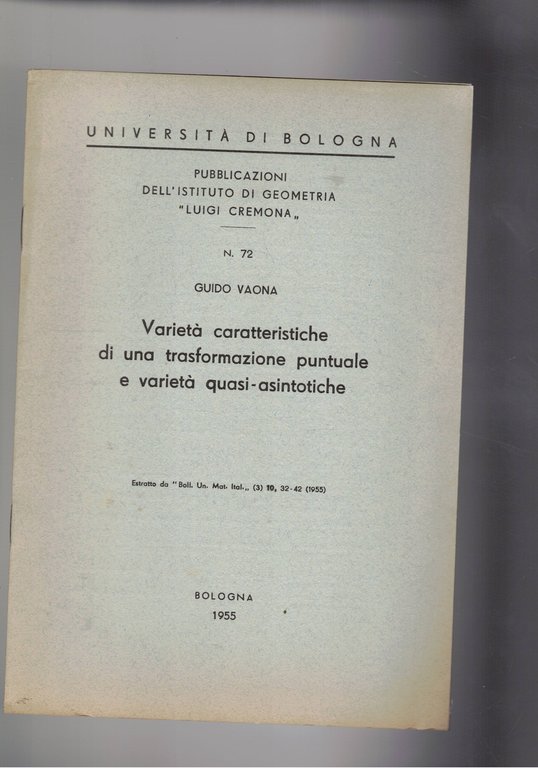 UNIVERSITÀ DI BOLOGNA
PUBBLICAZIONI
DELL'ISTITUTO DI GEOMETRIA
"LUIGI CREMONA„
N. 72
GUIDO VAONA
Varietà caratteristiche
di una trasformazione puntuale
e varietà quasi-asintotiche
Estratto da "Boll. Un. Mat. Ital.„ (3) 10, 32-42 (1955)
BOLOGNA
1955